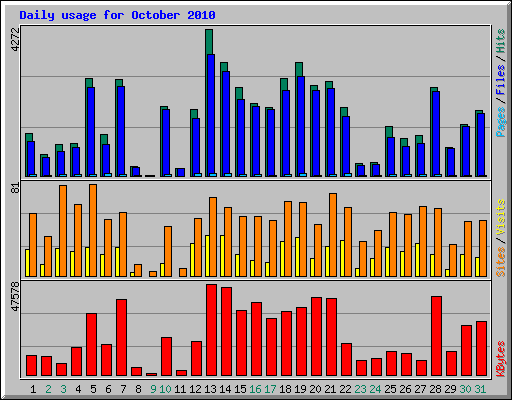 Daily usage for October 2010
4272
Pages / Files / Hits
81
Sites / Visits
47578
KBytes
1 2 3 4 5 6 7 8 9 10 11 12 13 14 15 16 17 18 19 20 21 22 23 24 25 26 27 28 29 30 31